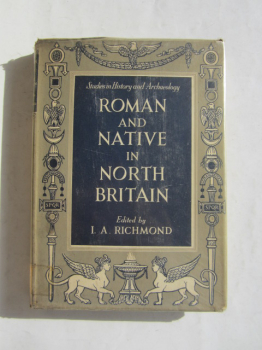 Studies in History and Archaeology
ROMAN
AND
NATIVE
IN
NORTH
BRITAIN
Edited by
I. A. RICHMOND